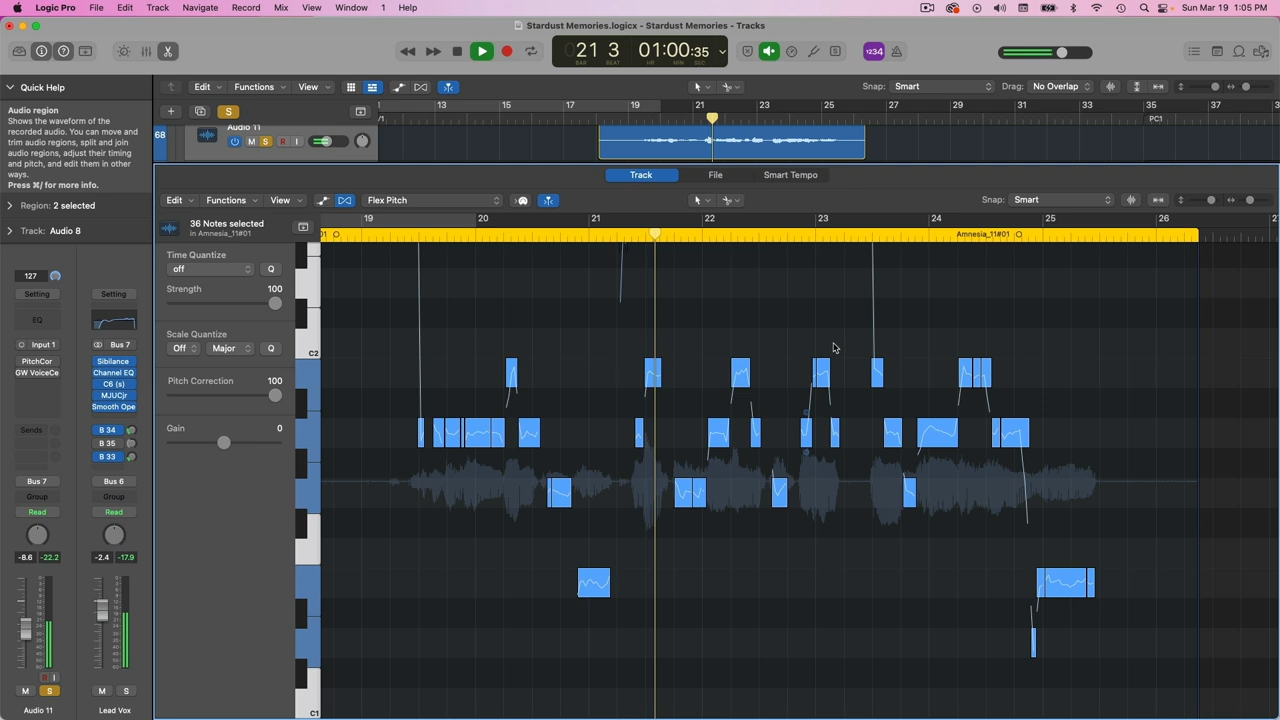 Logic Pro File Edit Track Navigate Record Mix View Window 1 Help Sun Mar 19 1:05 PM
Stardust Memories.logicx - Stardust Memories - Tracks
21 3 01:00:35
BAR BEAT HR MIN SEC
1234
Quick Help
Edit Functions View Snap: Smart Drag: No Overlap
Audio region
Shows the waveform of the
recorded audio. You can move and
trim audio regions, split and join
audio regions, adjust their timing
and pitch, and edit them in other
ways.
Press ⌘/ for more info.
S
13 15 17 19 21 23 25 27 29 31 33 35 37
PC1
68 Audio 11
M S R I
Track File Smart Tempo
Region: 2 selected
Edit Functions View Flex Pitch Snap: Smart
Track: Audio 8
36 Notes selected
in Amnesia_11#01
19 20 21 22 23 24 25 26
01 Amnesia_11#01
Time Quantize
off Q
Strength 100
Scale Quantize
Off Major Q
Pitch Correction 100
Gain 0
C2
C1
127
Setting Setting
EQ
Input 1 Bus 7
PitchCor Sibilance
GW VoiceCe Channel EQ
C6 (s)
MJUCjr
Smooth Ope
Sends B 34
B 35
B 33
Bus 7 Bus 6
Group Group
Read Read
-8.6 -22.2 -2.4 -17.9
R I
M S M S
Audio 11 Lead Vox